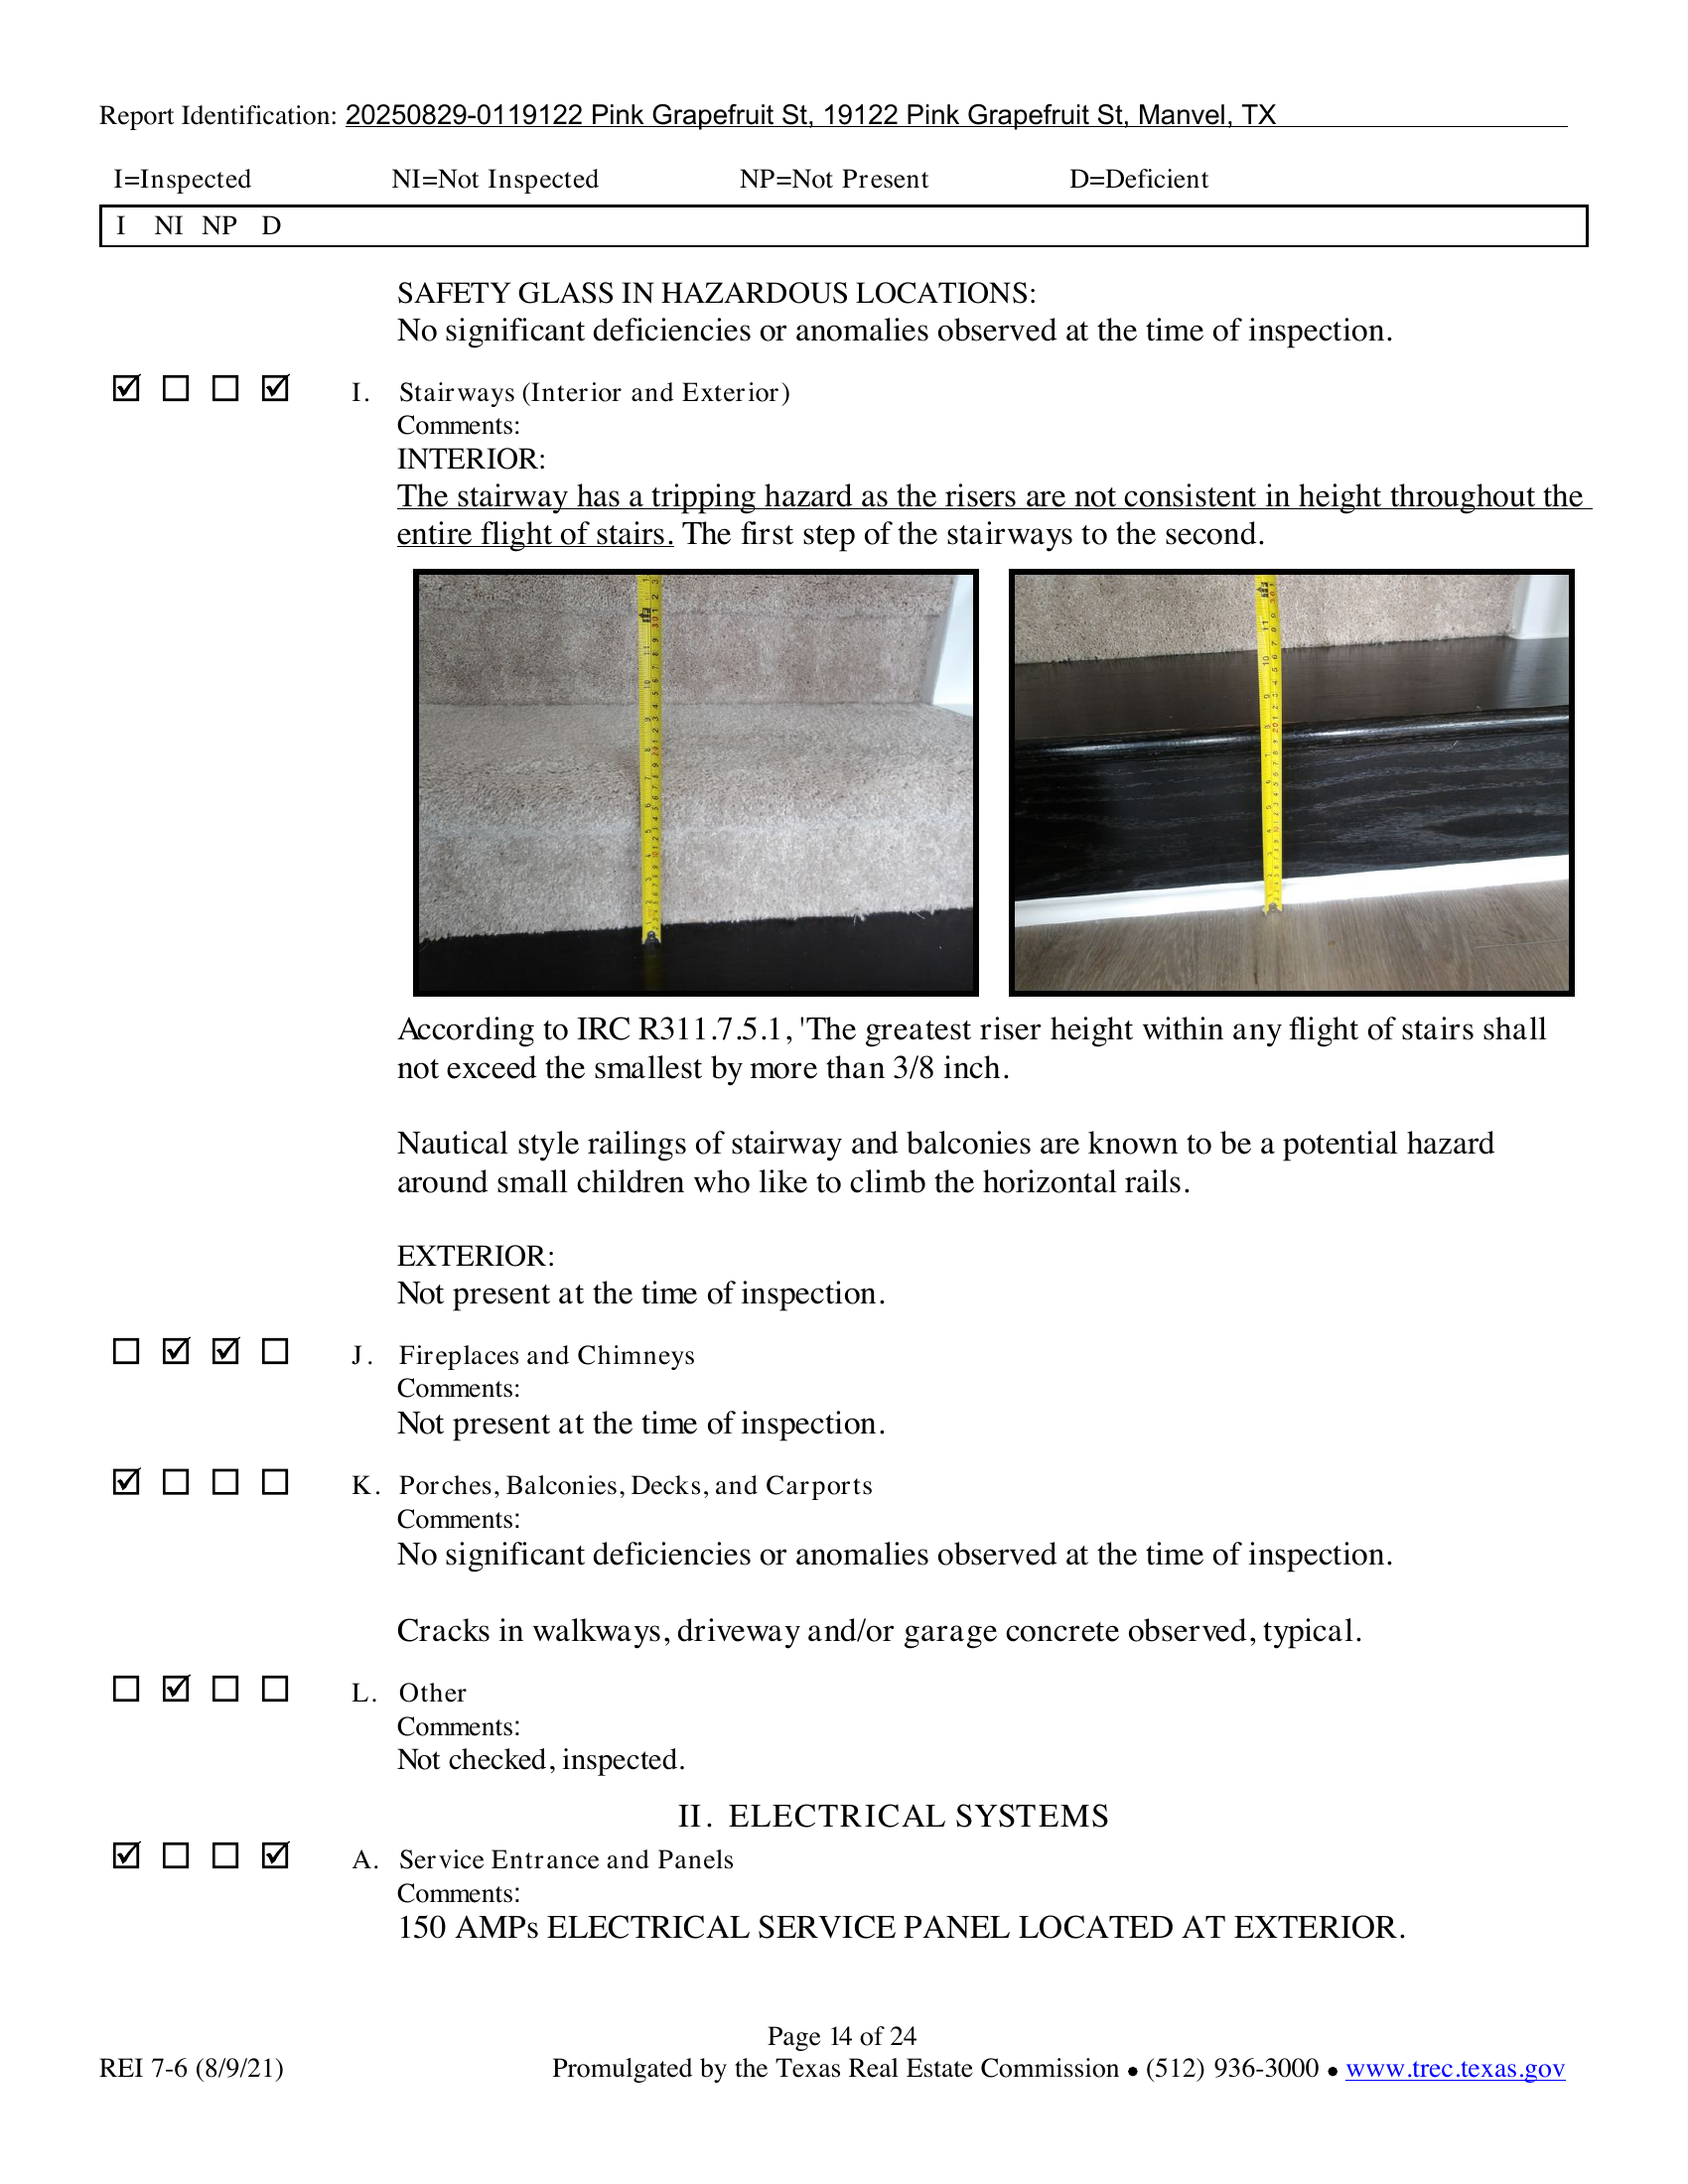 Report Identification: 20250829-0119122 Pink Grapefruit St, 19122 Pink Grapefruit St, Manvel, TX
I=Inspected NI=Not Inspected NP=Not Present D=Deficient
I NI NP D
SAFETY GLASS IN HAZARDOUS LOCATIONS:
No significant deficiencies or anomalies observed at the time of inspection.
I. Stairways (Interior and Exterior)
Comments:
INTERIOR:
The stairway has a tripping hazard as the risers are not consistent in height throughout the
entire flight of stairs. The first step of the stairways to the second.
According to IRC R311.7.5.1, 'The greatest riser height within any flight of stairs shall
not exceed the smallest by more than 3/8 inch.
Nautical style railings of stairway and balconies are known to be a potential hazard
around small children who like to climb the horizontal rails.
EXTERIOR:
Not present at the time of inspection.
J. Fireplaces and Chimneys
Comments:
Not present at the time of inspection.
K. Porches, Balconies, Decks, and Carports
Comments:
No significant deficiencies or anomalies observed at the time of inspection.
Cracks in walkways, driveway and/or garage concrete observed, typical.
L. Other
Comments:
Not checked, inspected.
II. ELECTRICAL SYSTEMS
A. Service Entrance and Panels
Comments:
150 AMPs ELECTRICAL SERVICE PANEL LOCATED AT EXTERIOR.
Page 14 of 24
REI 7-6 (8/9/21) Promulgated by the Texas Real Estate Commission • (512) 936-3000 • www.trec.texas.gov